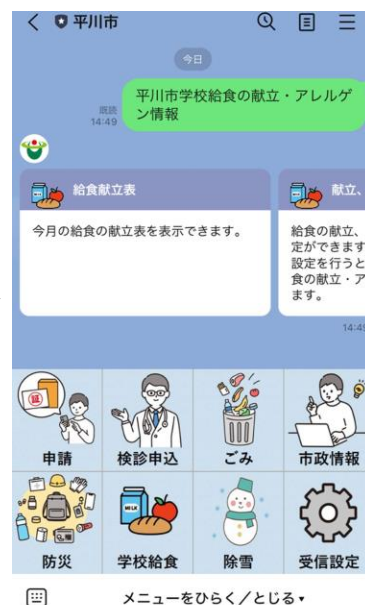 平川市
今日
平川市学校給食の献立・アレルゲ
ン情報
既読
14:49
給食献立表
今月の給食の献立表を表示できます。
献立、
給食の献立、
定ができます
設定を行うと
食の献立・ア
ます。
14:49
申請
検診申込
ごみ
市政情報
MILK
防災
学校給食
除雪
受信設定
メニューをひらく／とじる▾